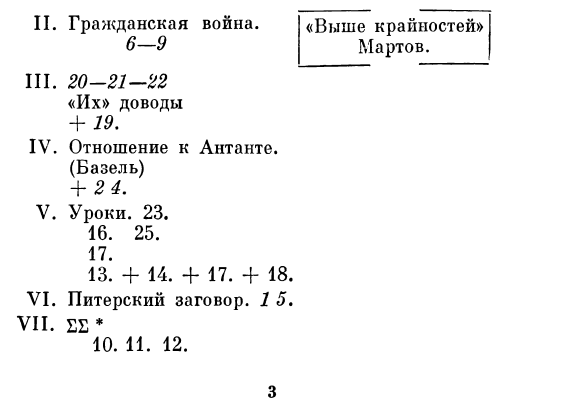 II. Гражданская война.
6—9
«Выше крайностей»
Мартов.
III. 20—21—22
«Их» доводы
+ 19.
IV. Отношение к Антанте.
(Базель)
+ 2 4.
V. Уроки. 23.
16. 25.
17.
13. + 14. + 17. + 18.
VI. Питерский заговор. 1 5.
VII. ΣΣ *
10. 11. 12.
3